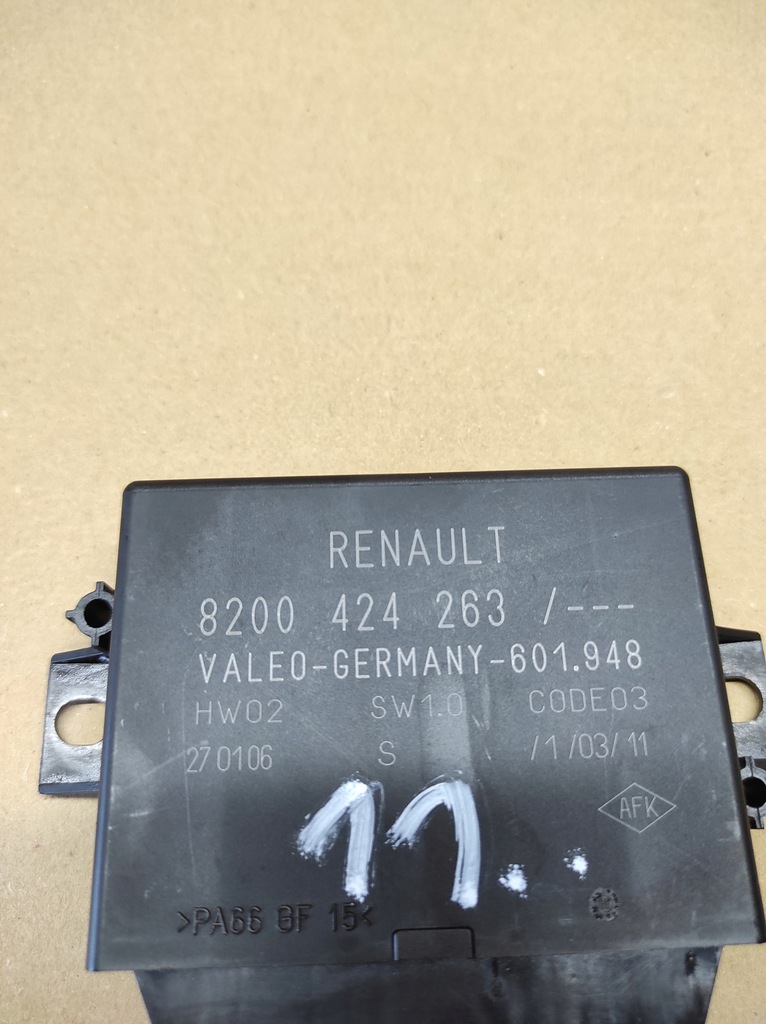 RENAULT
8200 424 263 /---
VALEO-GERMANY-601.948
HW02 SW1.0 CODE03
270106 S /1/03/11
AFK
11..
>PA66 GF 15<